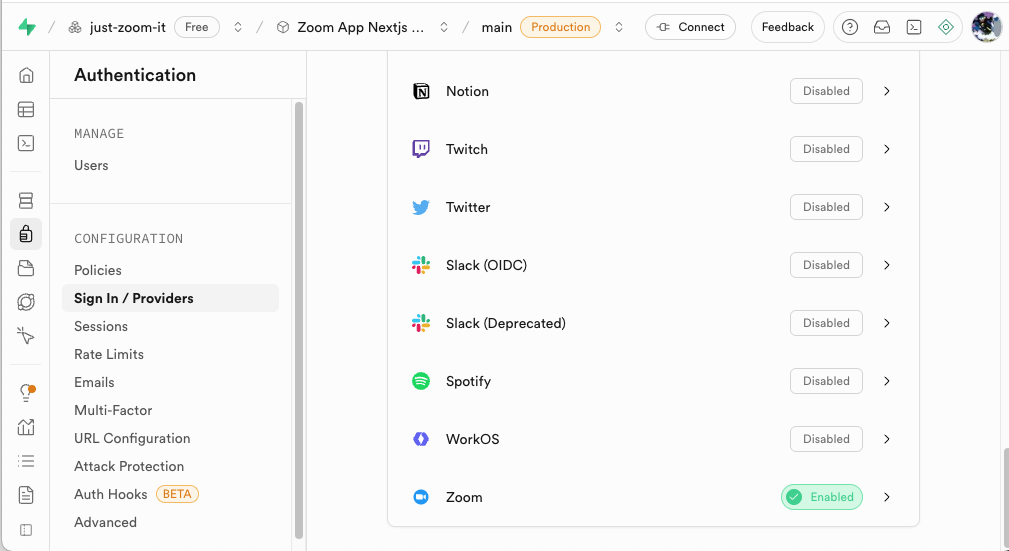 / just-zoom-it Free / Zoom App Nextjs ... / main Production Connect Feedback
Authentication
MANAGE
Users
CONFIGURATION
Policies
Sign In / Providers
Sessions
Rate Limits
Emails
Multi-Factor
URL Configuration
Attack Protection
Auth Hooks BETA
Advanced
Notion Disabled
Twitch Disabled
Twitter Disabled
Slack (OIDC) Disabled
Slack (Deprecated) Disabled
Spotify Disabled
WorkOS Disabled
Zoom Enabled